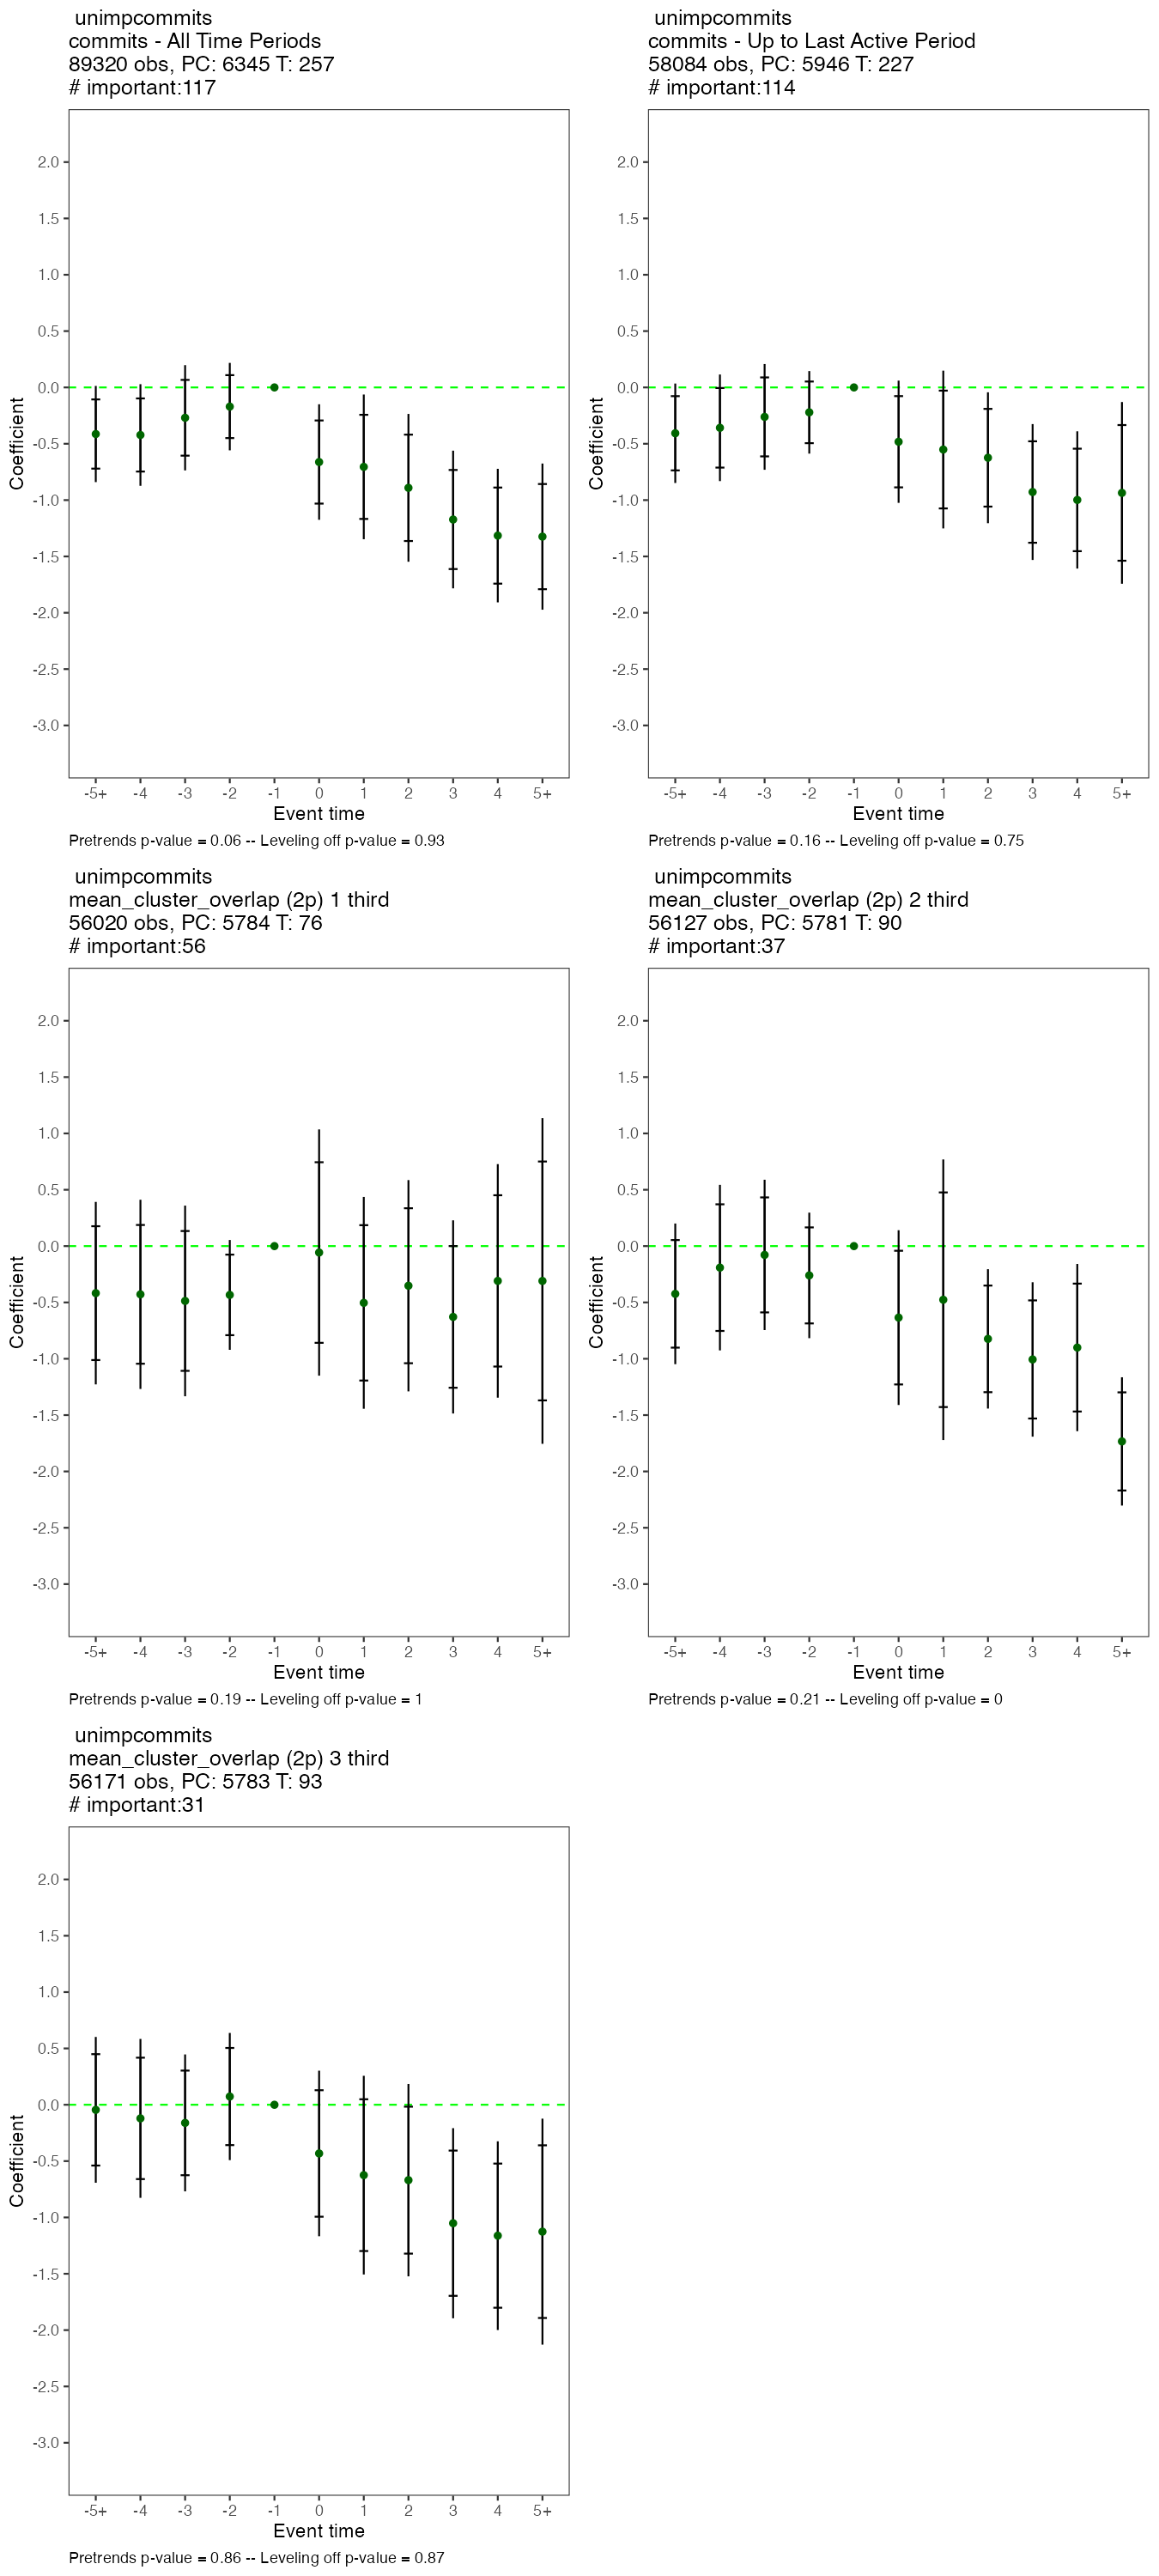 unimpcommits
commits - All Time Periods
89320 obs, PC: 6345 T: 257
# important:117
2.0
1.5
1.0
0.5
0.0
-0.5
-1.0
-1.5
-2.0
-2.5
-3.0
Coefficient
-5+ -4 -3 -2 -1 0 1 2 3 4 5+
Event time
Pretrends p-value = 0.06 -- Leveling off p-value = 0.93
unimpcommits
commits - Up to Last Active Period
58084 obs, PC: 5946 T: 227
# important:114
2.0
1.5
1.0
0.5
0.0
-0.5
-1.0
-1.5
-2.0
-2.5
-3.0
Coefficient
-5+ -4 -3 -2 -1 0 1 2 3 4 5+
Event time
Pretrends p-value = 0.16 -- Leveling off p-value = 0.75
unimpcommits
mean_cluster_overlap (2p) 1 third
56020 obs, PC: 5784 T: 76
# important:56
2.0
1.5
1.0
0.5
0.0
-0.5
-1.0
-1.5
-2.0
-2.5
-3.0
Coefficient
-5+ -4 -3 -2 -1 0 1 2 3 4 5+
Event time
Pretrends p-value = 0.19 -- Leveling off p-value = 1
unimpcommits
mean_cluster_overlap (2p) 2 third
56127 obs, PC: 5781 T: 90
# important:37
2.0
1.5
1.0
0.5
0.0
-0.5
-1.0
-1.5
-2.0
-2.5
-3.0
Coefficient
-5+ -4 -3 -2 -1 0 1 2 3 4 5+
Event time
Pretrends p-value = 0.21 -- Leveling off p-value = 0
unimpcommits
mean_cluster_overlap (2p) 3 third
56171 obs, PC: 5783 T: 93
# important:31
2.0
1.5
1.0
0.5
0.0
-0.5
-1.0
-1.5
-2.0
-2.5
-3.0
Coefficient
-5+ -4 -3 -2 -1 0 1 2 3 4 5+
Event time
Pretrends p-value = 0.86 -- Leveling off p-value = 0.87